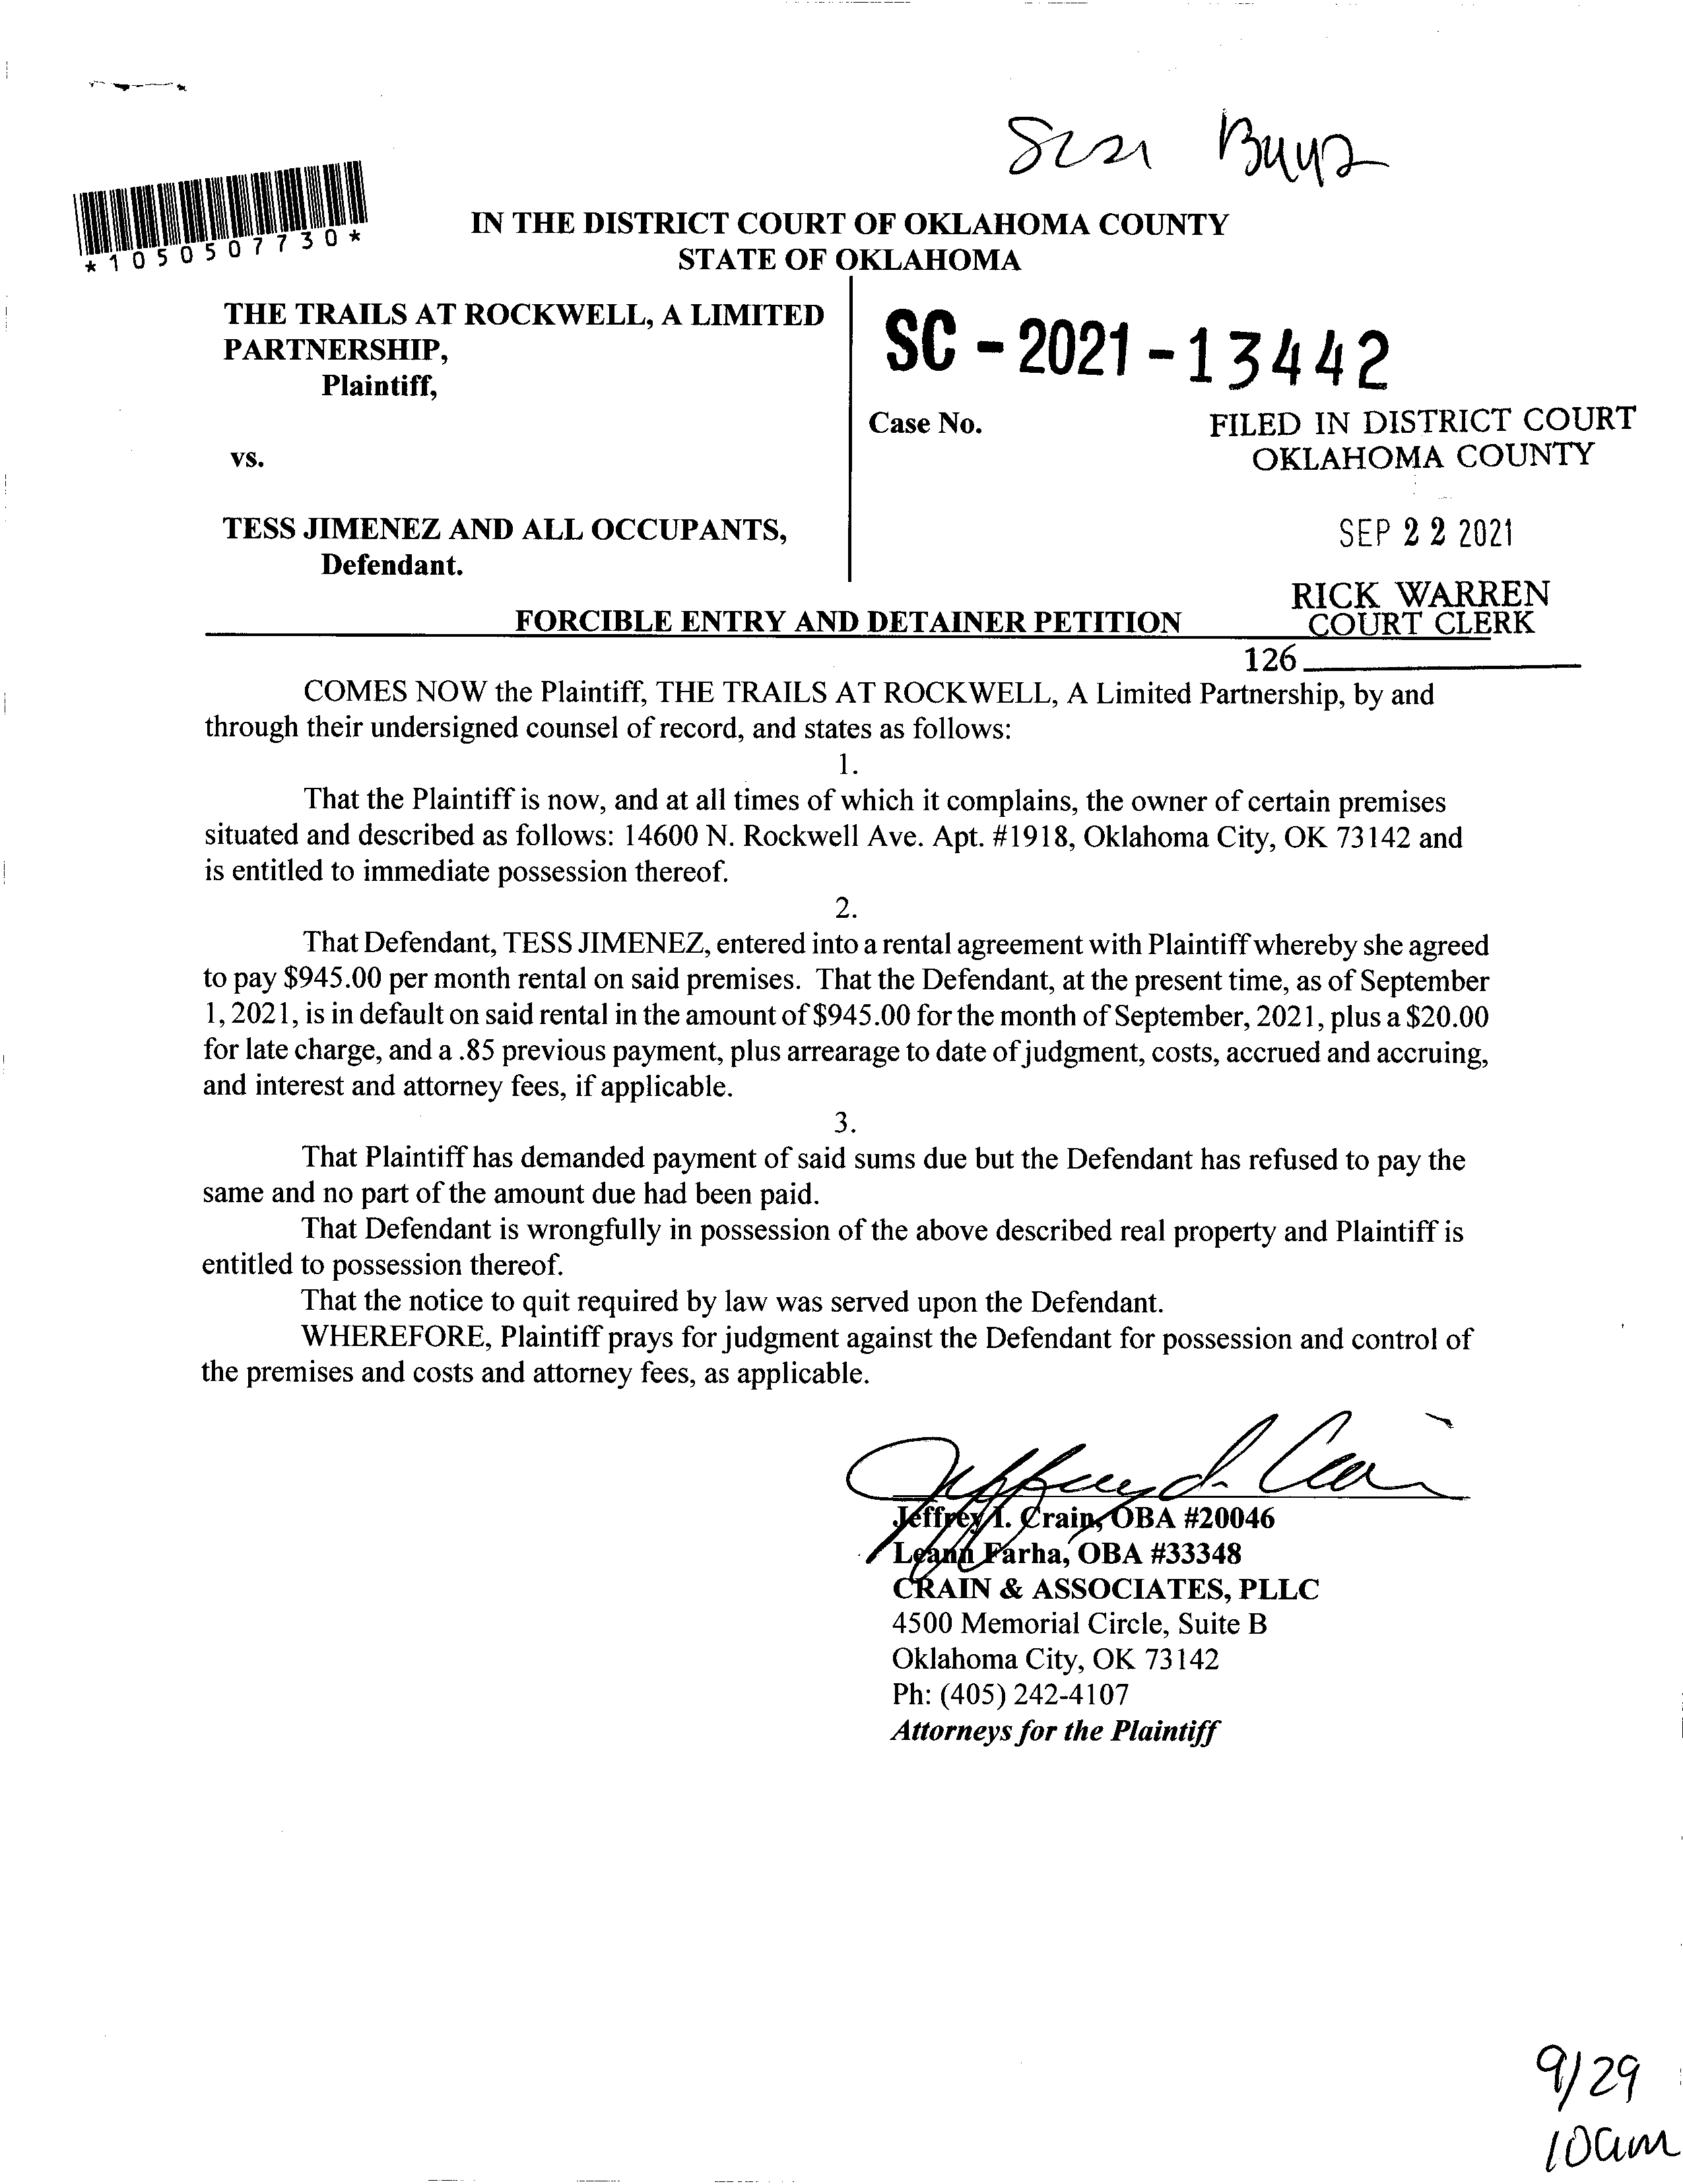 *1050507730*
IN THE DISTRICT COURT OF OKLAHOMA COUNTY
STATE OF OKLAHOMA
THE TRAILS AT ROCKWELL, A LIMITED
PARTNERSHIP,
Plaintiff,
vs.
TESS JIMENEZ AND ALL OCCUPANTS,
Defendant.
SC - 2021 - 13442
Case No.
FILED IN DISTRICT COURT
OKLAHOMA COUNTY
SEP 22 2021
RICK WARREN
COURT CLERK
126
FORCIBLE ENTRY AND DETAINER PETITION
COMES NOW the Plaintiff, THE TRAILS AT ROCKWELL, A Limited Partnership, by and
through their undersigned counsel of record, and states as follows:
1.
That the Plaintiff is now, and at all times of which it complains, the owner of certain premises
situated and described as follows: 14600 N. Rockwell Ave. Apt. #1918, Oklahoma City, OK 73142 and
is entitled to immediate possession thereof.
2.
That Defendant, TESS JIMENEZ, entered into a rental agreement with Plaintiff whereby she agreed
to pay $945.00 per month rental on said premises. That the Defendant, at the present time, as of September
1, 2021, is in default on said rental in the amount of $945.00 for the month of September, 2021, plus a $20.00
for late charge, and a .85 previous payment, plus arrearage to date of judgment, costs, accrued and accruing,
and interest and attorney fees, if applicable.
3.
That Plaintiff has demanded payment of said sums due but the Defendant has refused to pay the
same and no part of the amount due had been paid.
That Defendant is wrongfully in possession of the above described real property and Plaintiff is
entitled to possession thereof.
That the notice to quit required by law was served upon the Defendant.
WHEREFORE, Plaintiff prays for judgment against the Defendant for possession and control of
the premises and costs and attorney fees, as applicable.
Jeffrey I. Crain, OBA #20046
Leann Farha, OBA #33348
CRAIN & ASSOCIATES, PLLC
4500 Memorial Circle, Suite B
Oklahoma City, OK 73142
Ph: (405) 242-4107
Attorneys for the Plaintiff
9/29
10am